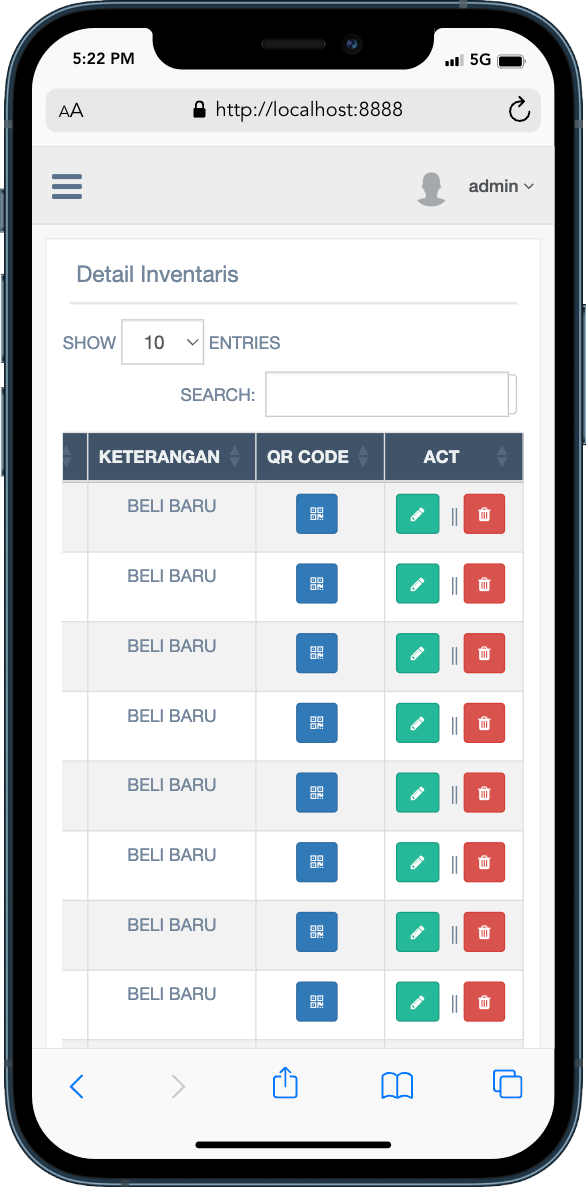 5:22 PM 5G
AA http://localhost:8888
admin
Detail Inventaris
SHOW 10 ENTRIES
SEARCH:
KETERANGAN QR CODE ACT
BELI BARU ||
BELI BARU ||
BELI BARU ||
BELI BARU ||
BELI BARU ||
BELI BARU ||
BELI BARU ||
BELI BARU ||